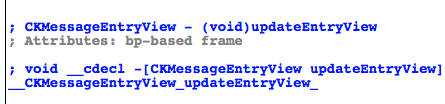 ; CKMessageEntryView - (void)updateEntryView
; Attributes: bp-based frame
; void __cdecl -[CKMessageEntryView updateEntryView]
__CKMessageEntryView_updateEntryView_